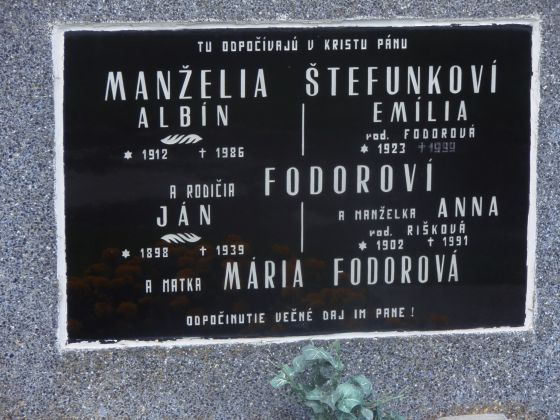 TU ODPOČÍVAJÚ V KRISTU PÁNU
MANŽELIA ŠTEFUNKOVÍ
ALBÍN EMÍLIA
rod. FODOROVÁ
* 1912 † 1986 * 1923 † 1999
A RODIČIA FODOROVÍ
JÁN A MANŽELKA ANNA
rod. RIŠKOVÁ
* 1898 † 1939 * 1902 † 1991
A MATKA MÁRIA FODOROVÁ
ODPOČINUTIE VEČNÉ DAJ IM PANE!